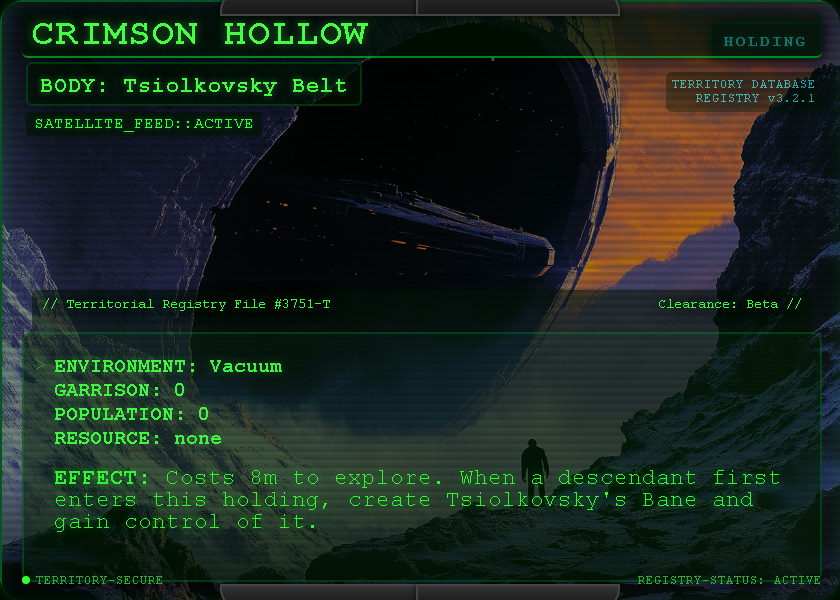 CRIMSON HOLLOW
HOLDING
BODY: Tsiolkovsky Belt
TERRITORY DATABASE
REGISTRY v3.2.1
SATELLITE_FEED::ACTIVE
// Territorial Registry File #3751-T
Clearance: Beta //
> ENVIRONMENT: Vacuum
GARRISON: 0
POPULATION: 0
RESOURCE: none
EFFECT: Costs 8m to explore. When a descendant first
enters this holding, create Tsiolkovsky's Bane and
gain control of it.
TERRITORY-SECURE
REGISTRY-STATUS: ACTIVE